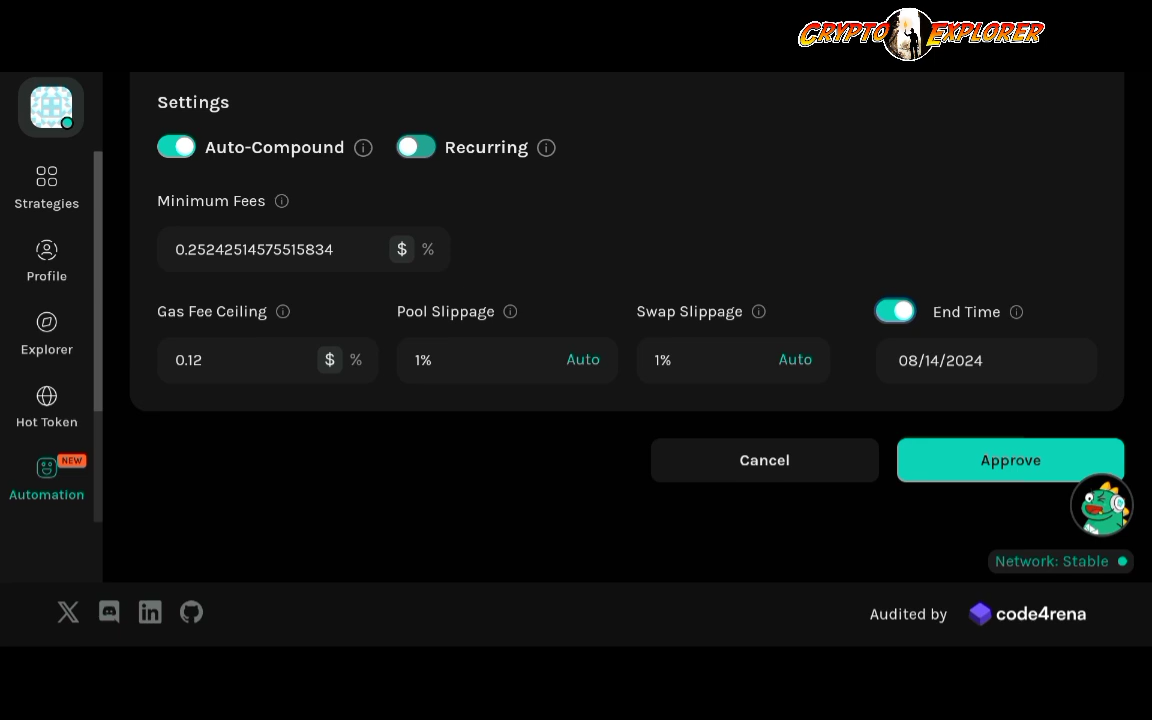 CRYPTO EXPLORER
Settings
Auto-Compound Recurring
Strategies
Minimum Fees
0.25242514575515834 $ %
Profile
Gas Fee Ceiling Pool Slippage Swap Slippage End Time
Explorer
0.12 $ % 1% Auto 1% Auto 08/14/2024
Hot Token
NEW
Automation
Cancel Approve
Network: Stable
Audited by code4rena